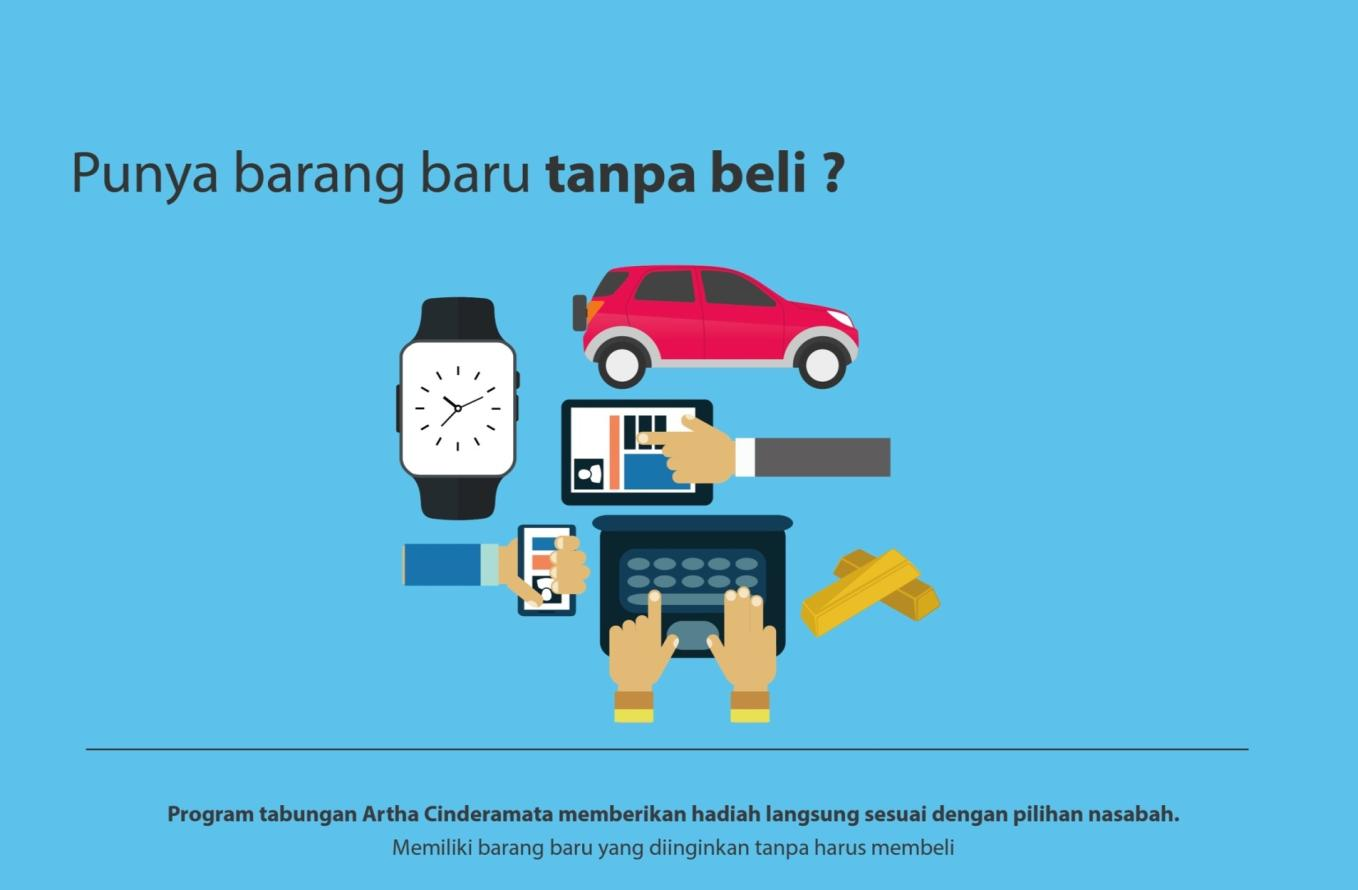 Punya barang baru tanpa beli ?
Program tabungan Artha Cinderamata memberikan hadiah langsung sesuai dengan pilihan nasabah.
Memiliki barang baru yang diinginkan tanpa harus membeli